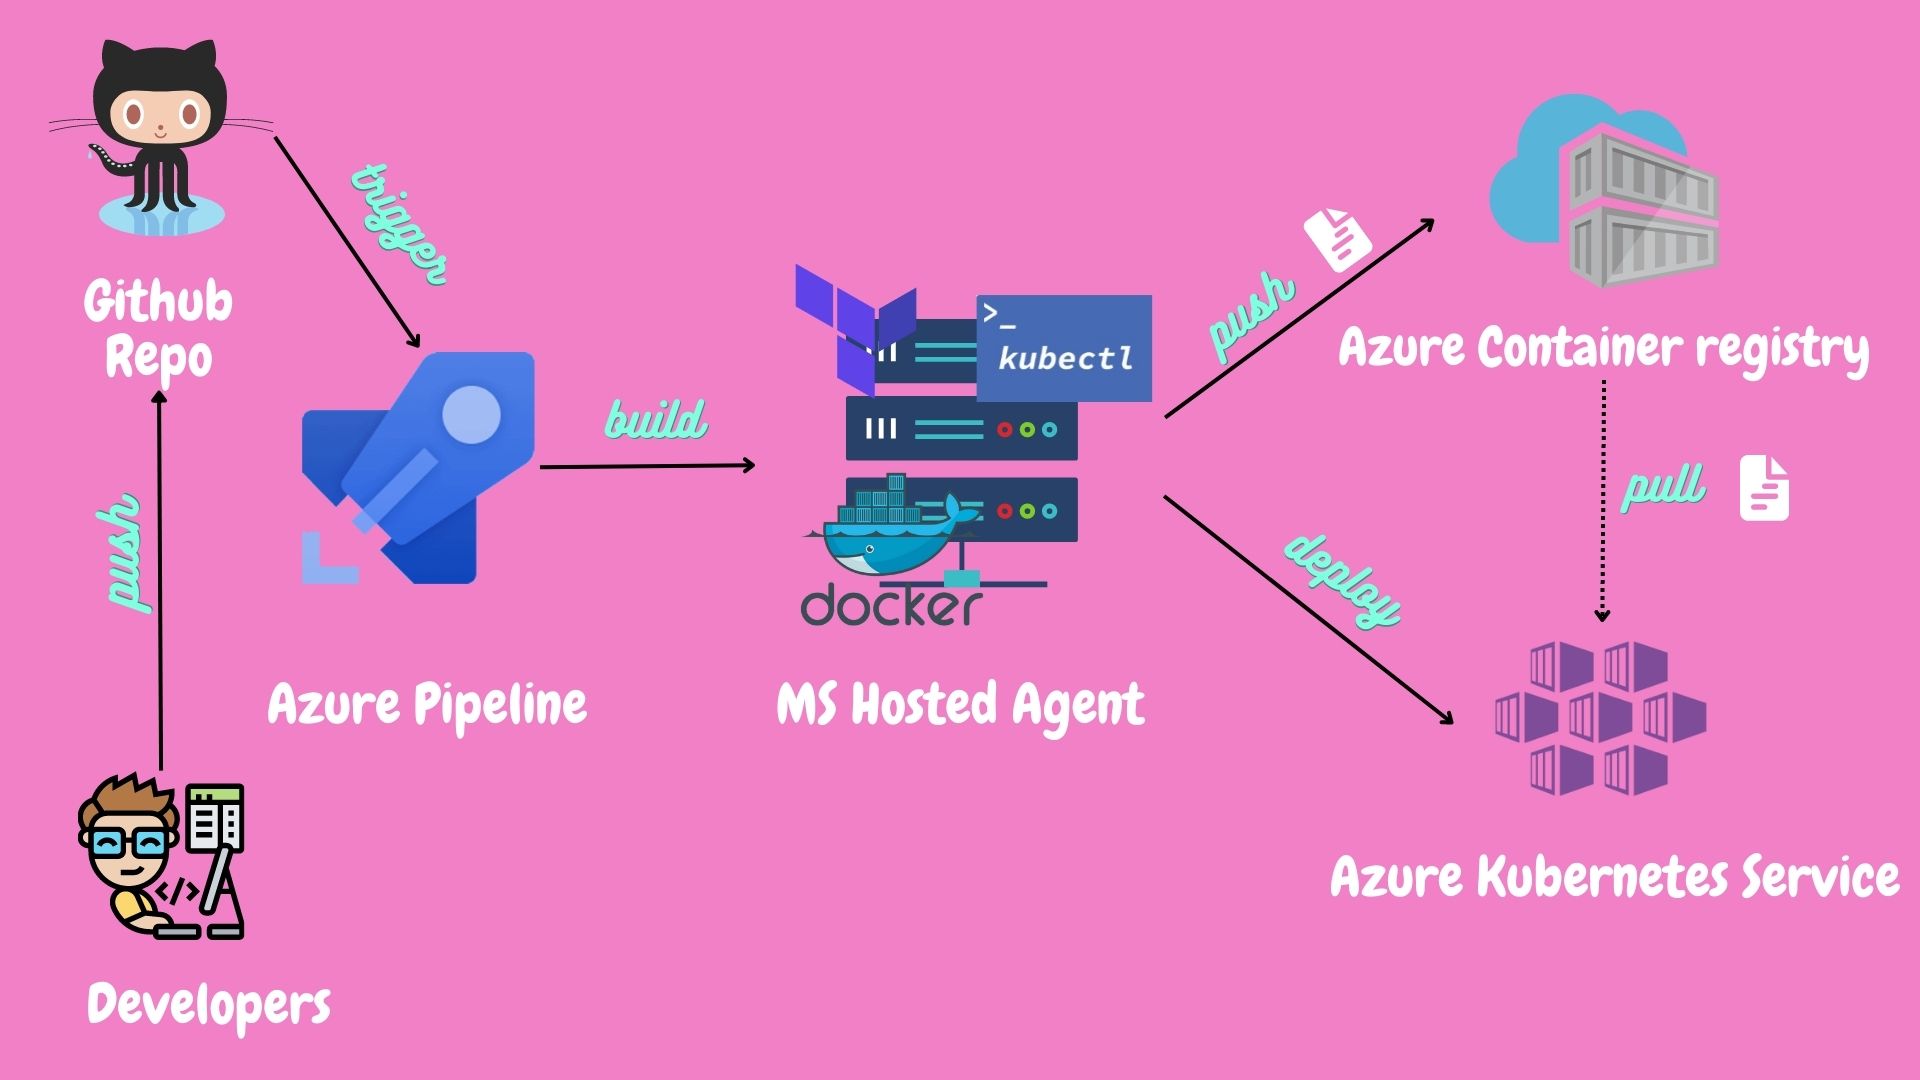 trigger
Github
Repo
push
Developers
Azure Pipeline
build
>_
kubectl
docker
MS Hosted Agent
push
Azure Container registry
pull
deploy
Azure Kubernetes Service